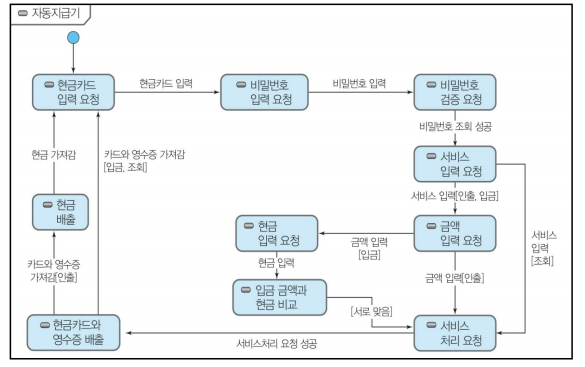 자동지급기
현금카드
입력 요청
현금카드 입력
비밀번호
입력 요청
비밀번호 입력
비밀번호
검증 요청
비밀번호 조회 성공
현금 가져감
카드와 영수증 가져감
[입금, 조회]
서비스
입력 요청
서비스 입력[인출, 입금]
현금
배출
현금
입력 요청
금액 입력
[입금]
금액
입력 요청
서비스
입력
[조회]
카드와 영수증
가져감[인출]
현금 입력
금액 입력[인출]
입금 금액과
현금 비교
[서로 맞음]
현금카드와
영수증 배출
서비스처리 요청 성공
서비스
처리 요청